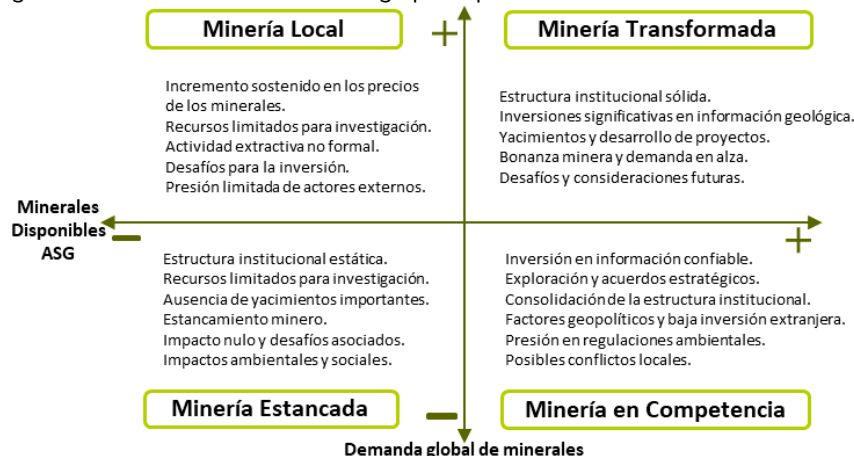 Minería Local
+
Minería Transformada
Incremento sostenido en los precios
de los minerales.
Recursos limitados para investigación.
Actividad extractiva no formal.
Desafíos para la inversión.
Presión limitada de actores externos.
Estructura institucional sólida.
Inversiones significativas en información geológica.
Yacimientos y desarrollo de proyectos.
Bonanza minera y demanda en alza.
Desafíos y consideraciones futuras.
Minerales
Disponibles
ASG
−
+
Estructura institucional estática.
Recursos limitados para investigación.
Ausencia de yacimientos importantes.
Estancamiento minero.
Impacto nulo y desafíos asociados.
Impactos ambientales y sociales.
Inversión en información confiable.
Exploración y acuerdos estratégicos.
Consolidación de la estructura institucional.
Factores geopolíticos y baja inversión extranjera.
Presión en regulaciones ambientales.
Posibles conflictos locales.
Minería Estancada
−
Minería en Competencia
Demanda global de minerales